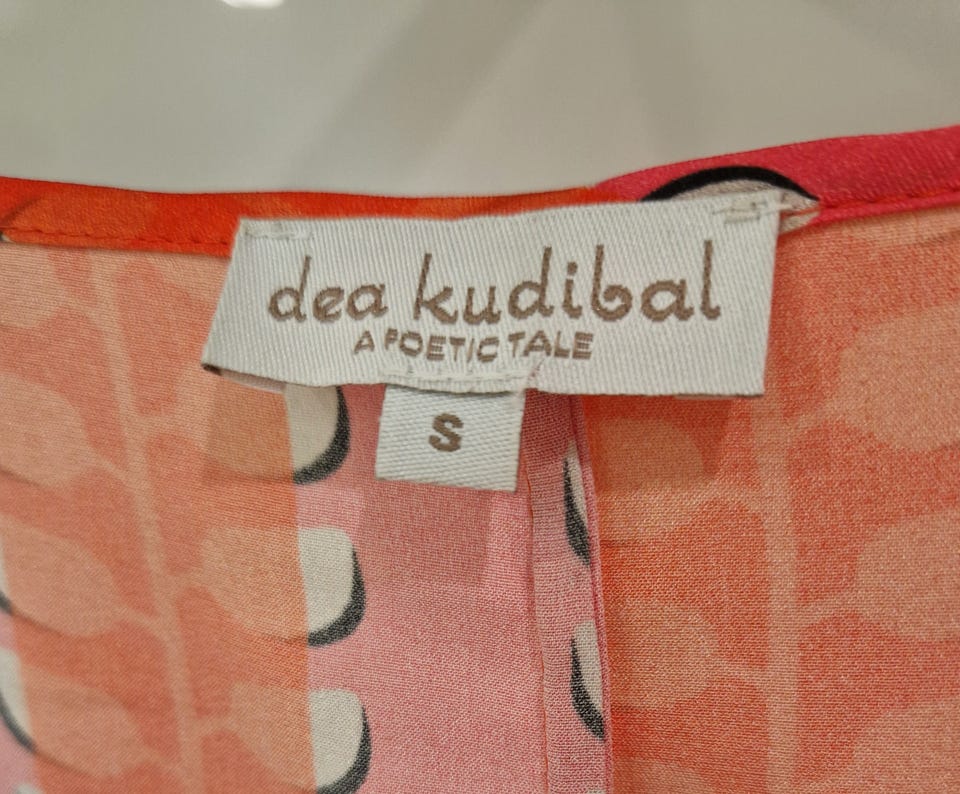 dea kudibal
A POETIC TALE
S